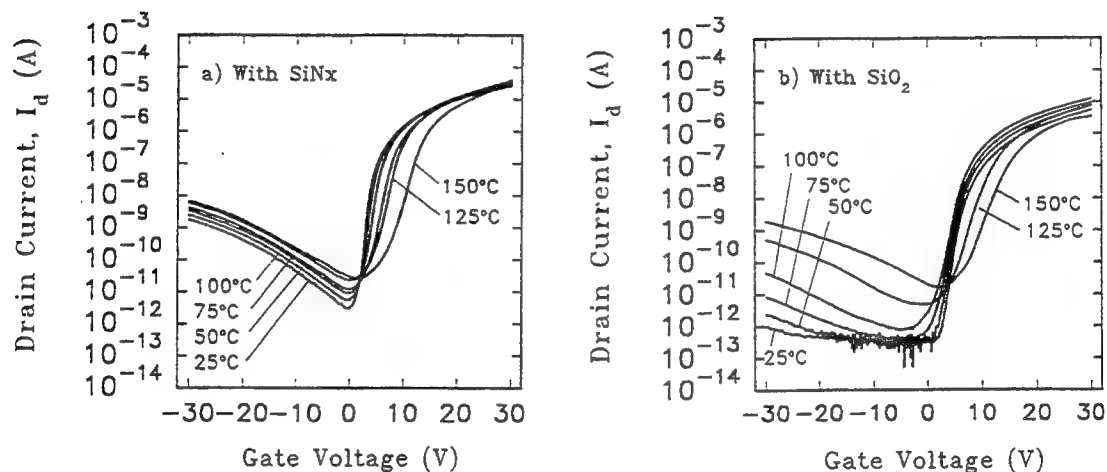 Drain Current, I_d (A)
10^-3
10^-4
10^-5
10^-6
10^-7
10^-8
10^-9
10^-10
10^-11
10^-12
10^-13
10^-14
a) With SiNx
150°C
125°C
100°C
75°C
50°C
25°C
-30 -20 -10 0 10 20 30
Gate Voltage (V)
Drain Current, I_d (A)
10^-3
10^-4
10^-5
10^-6
10^-7
10^-8
10^-9
10^-10
10^-11
10^-12
10^-13
10^-14
b) With SiO₂
100°C
75°C
50°C
150°C
125°C
25°C
-30 -20 -10 0 10 20 30
Gate Voltage (V)